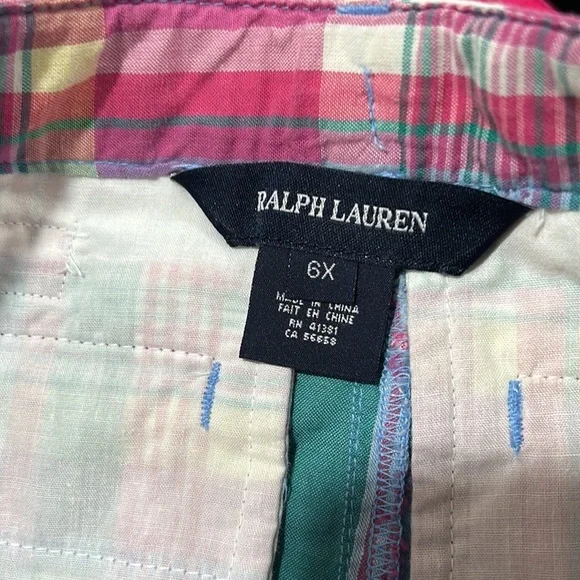 RALPH LAUREN
6X
MADE IN CHINA
FAIT EN CHINE
RN 41381
CA 56658